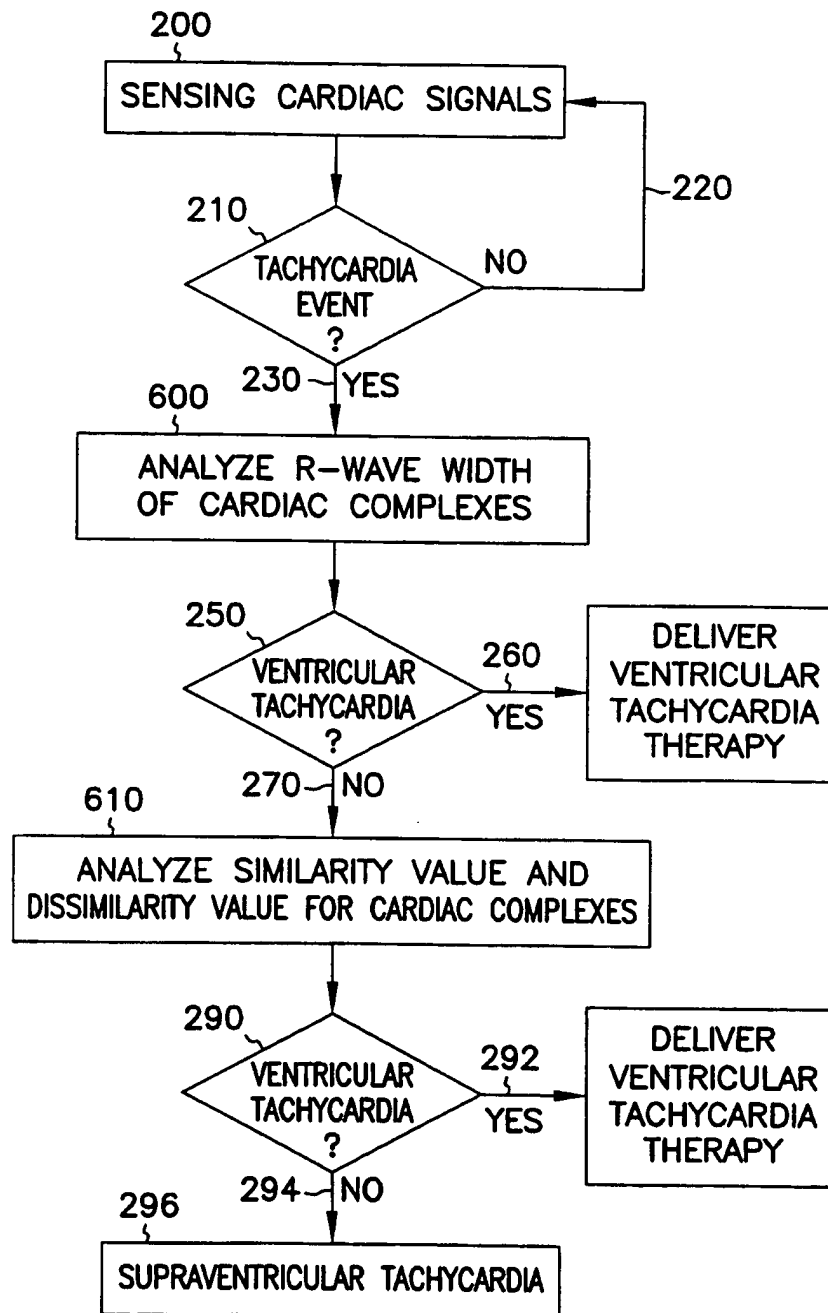 200
SENSING CARDIAC SIGNALS
220
210
TACHYCARDIA
EVENT
?
NO
230
YES
600
ANALYZE R-WAVE WIDTH
OF CARDIAC COMPLEXES
250
VENTRICULAR
TACHYCARDIA
?
260
YES
DELIVER
VENTRICULAR
TACHYCARDIA
THERAPY
270
NO
610
ANALYZE SIMILARITY VALUE AND
DISSIMILARITY VALUE FOR CARDIAC COMPLEXES
290
VENTRICULAR
TACHYCARDIA
?
292
YES
DELIVER
VENTRICULAR
TACHYCARDIA
THERAPY
294
NO
296
SUPRAVENTRICULAR TACHYCARDIA